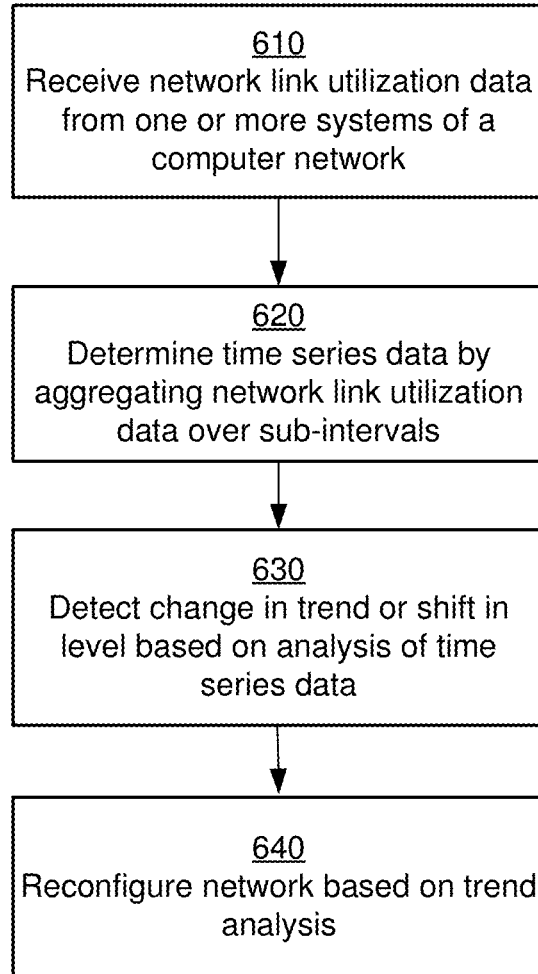 610
Receive network link utilization data
from one or more systems of a
computer network
620
Determine time series data by
aggregating network link utilization
data over sub-intervals
630
Detect change in trend or shift in
level based on analysis of time
series data
640
Reconfigure network based on trend
analysis